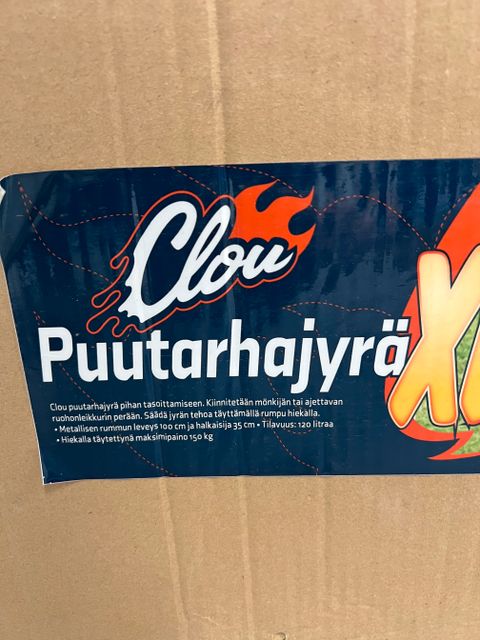 Clou
Puutarhajyrä
Clou puutarhajyrä pihan tasoittamiseen. Kiinnitetään mönkijän tai ajettavan
ruohonleikkurin perään. Säädä jyrän tehoa täyttämällä rumpu hiekalla.
• Metallisen rummun leveys 100 cm ja halkaisija 35 cm • Tilavuus: 120 litraa
• Hiekalla täytettynä maksimipaino 150 kg